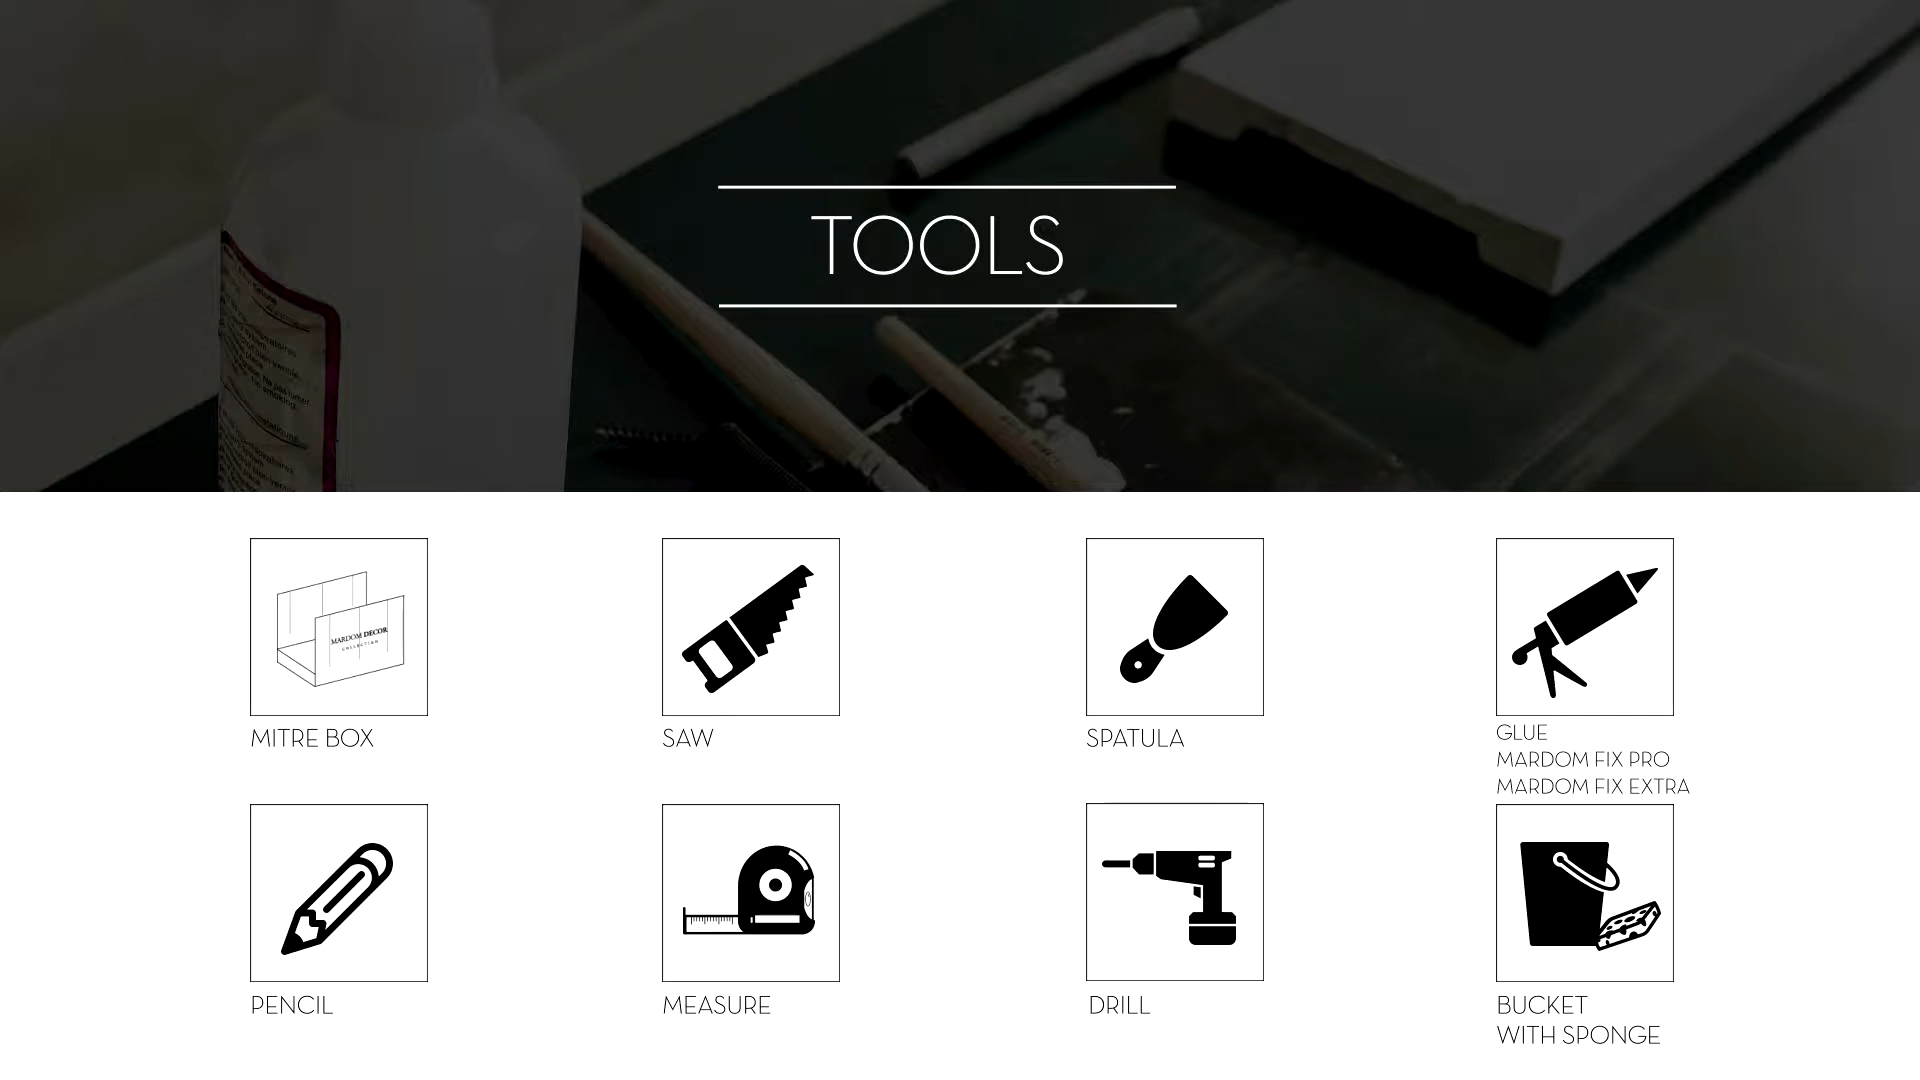 TOOLS
MARDOM DECOR
COLLECTION
MITRE BOX
SAW
SPATULA
GLUE
MARDOM FIX PRO
MARDOM FIX EXTRA
PENCIL
MEASURE
DRILL
BUCKET
WITH SPONGE